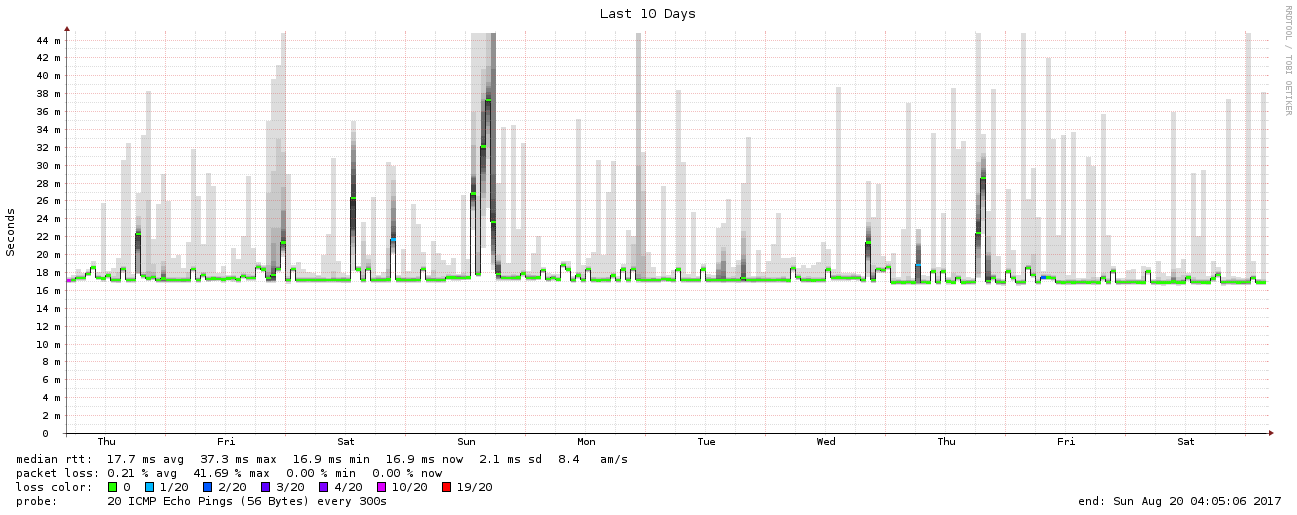 Last 10 Days
RRDTOOL / TOBI OETIKER
Seconds
44 m
42 m
40 m
38 m
36 m
34 m
32 m
30 m
28 m
26 m
24 m
22 m
20 m
18 m
16 m
14 m
12 m
10 m
8 m
6 m
4 m
2 m
0
Thu Fri Sat Sun Mon Tue Wed Thu Fri Sat
median rtt: 17.7 ms avg 37.3 ms max 16.9 ms min 16.9 ms now 2.1 ms sd 8.4 am/s
packet loss: 0.21 % avg 41.69 % max 0.00 % min 0.00 % now
loss color: 0 1/20 2/20 3/20 4/20 10/20 19/20
probe: 20 ICMP Echo Pings (56 Bytes) every 300s end: Sun Aug 20 04:05:06 2017